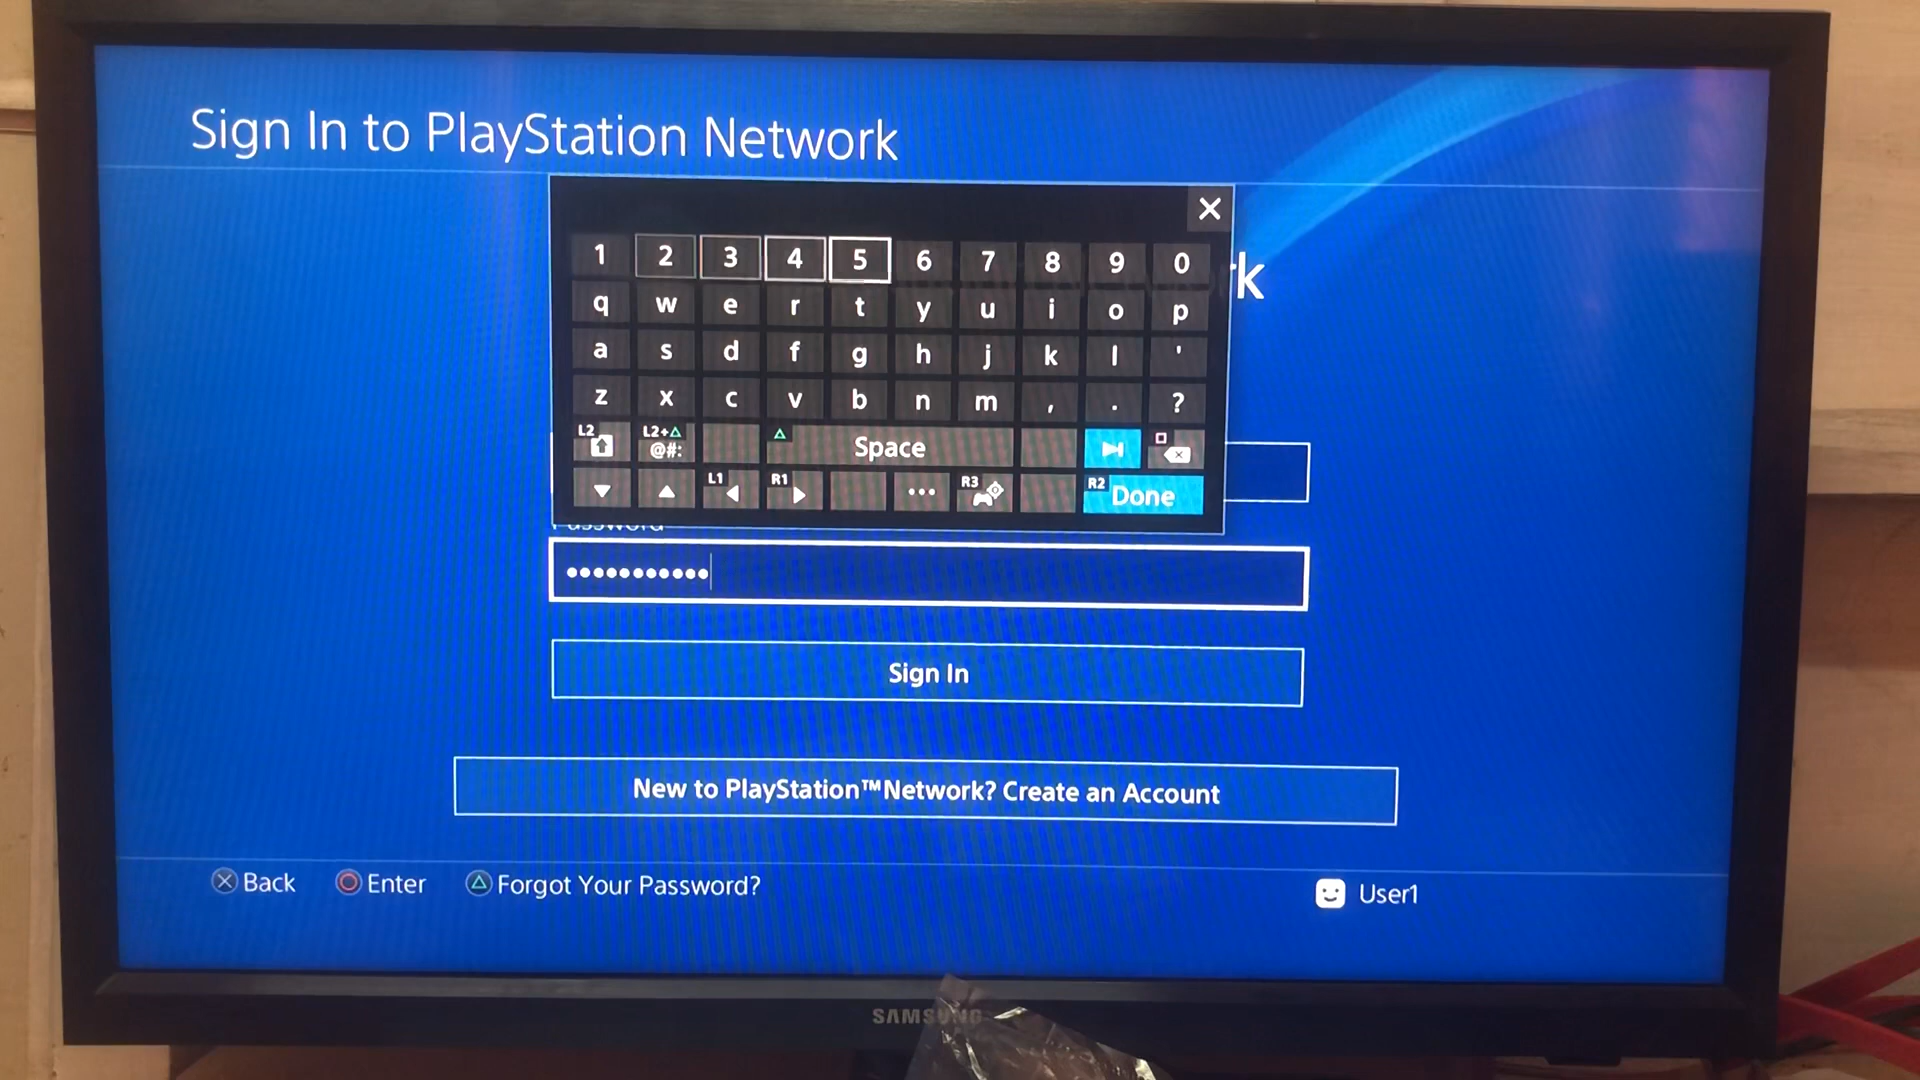 Sign In to PlayStation Network
k
1 2 3 4 5 6 7 8 9 0
q w e r t y u i o p
a s d f g h j k l '
z x c v b n m , . ?
L2 L2+△ @#: △ Space
L1 R1 ... R3 R2 Done
Password
Sign In
New to PlayStation™Network? Create an Account
Back Enter Forgot Your Password?
User1
SAMSUNG